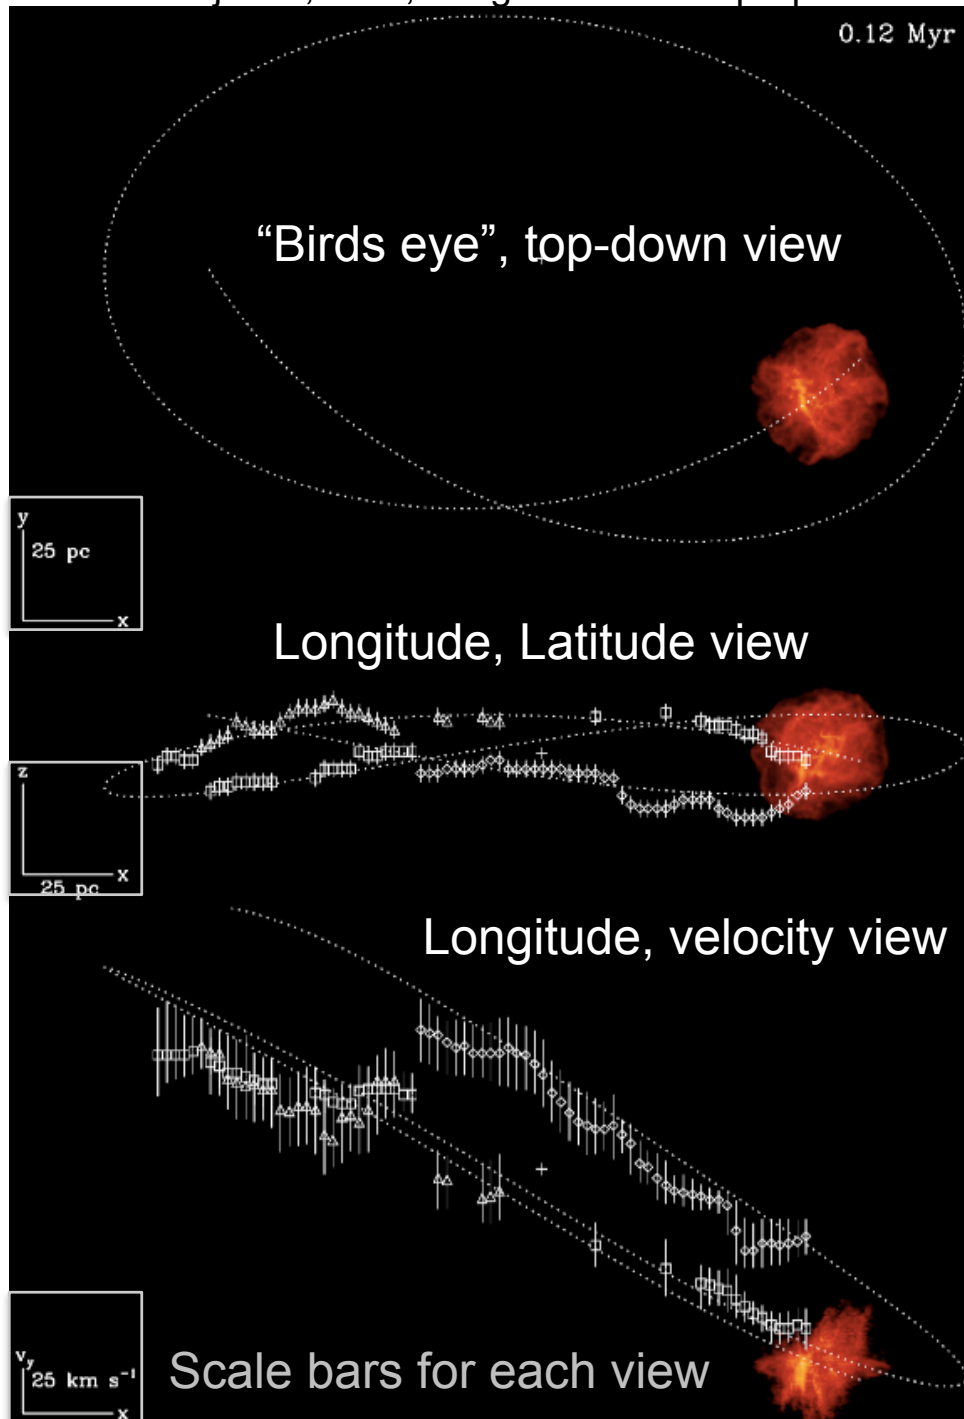 0.12 Myr
“Birds eye”, top-down view
y
25 pc
x
Longitude, Latitude view
z
x
25 pc
Longitude, velocity view
vy
25 km s⁻¹
x
Scale bars for each view